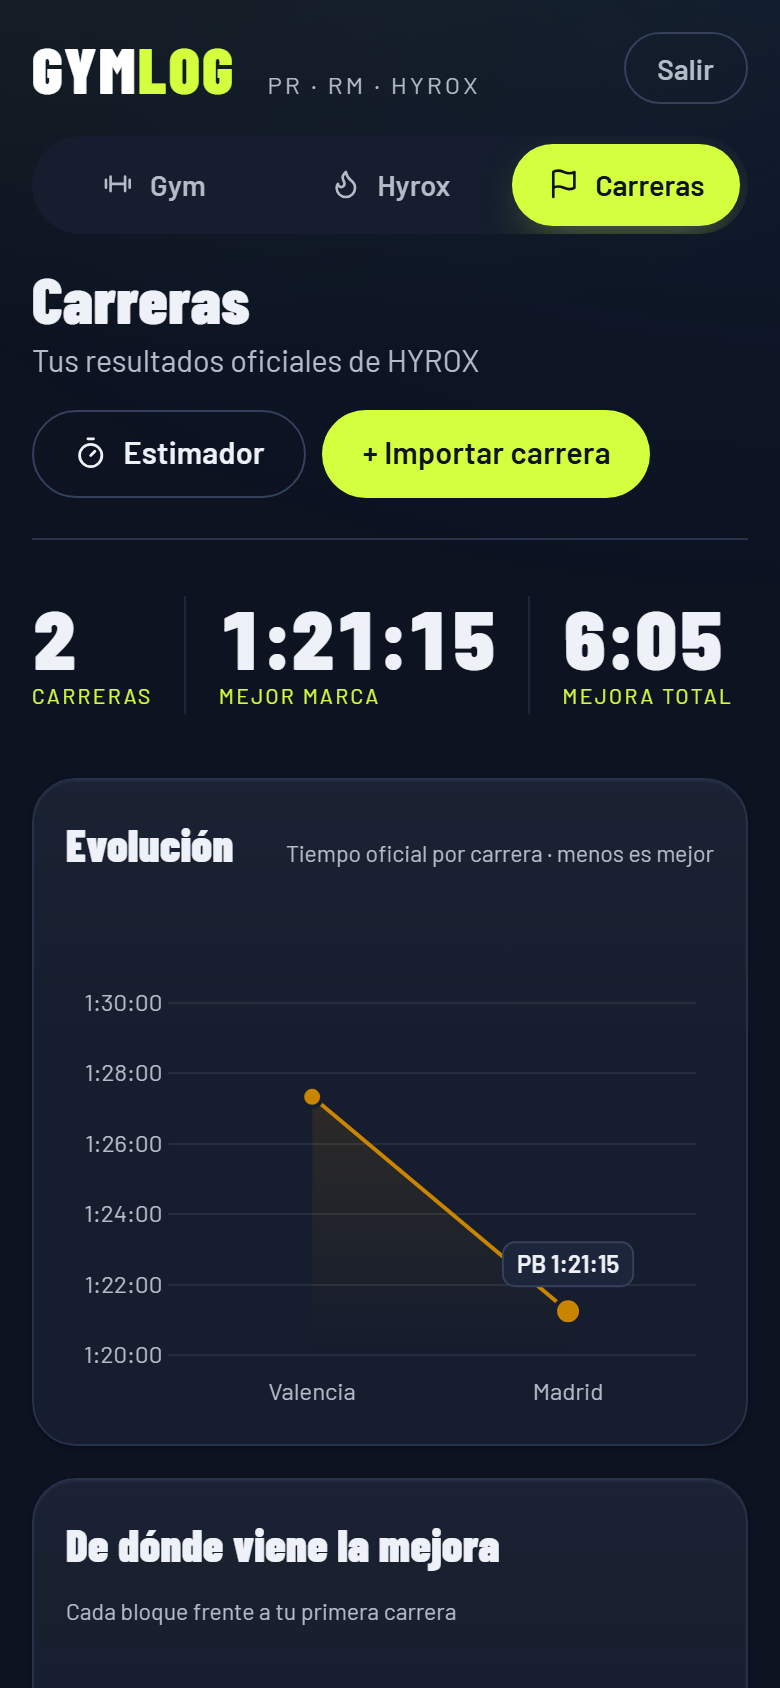 GYMLOG PR · RM · HYROX Salir
Gym Hyrox Carreras
Carreras
Tus resultados oficiales de HYROX
Estimador + Importar carrera
2 1:21:15 6:05
CARRERAS MEJOR MARCA MEJORA TOTAL
Evolución Tiempo oficial por carrera · menos es mejor
1:30:00
1:28:00
1:26:00
1:24:00
PB 1:21:15
1:22:00
1:20:00
Valencia Madrid
De dónde viene la mejora
Cada bloque frente a tu primera carrera